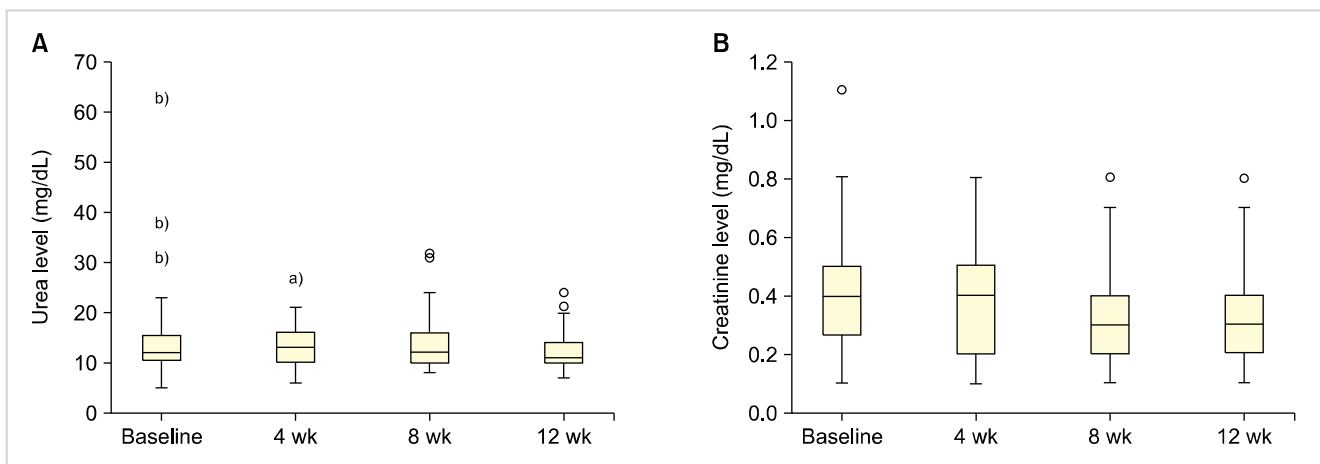 A
Urea level (mg/dL)
70
60
50
40
30
20
10
0
b)
b)
b)
a)
Baseline 4 wk 8 wk 12 wk
B
Creatinine level (mg/dL)
1.2
1.0
0.8
0.6
0.4
0.2
0.0
Baseline 4 wk 8 wk 12 wk